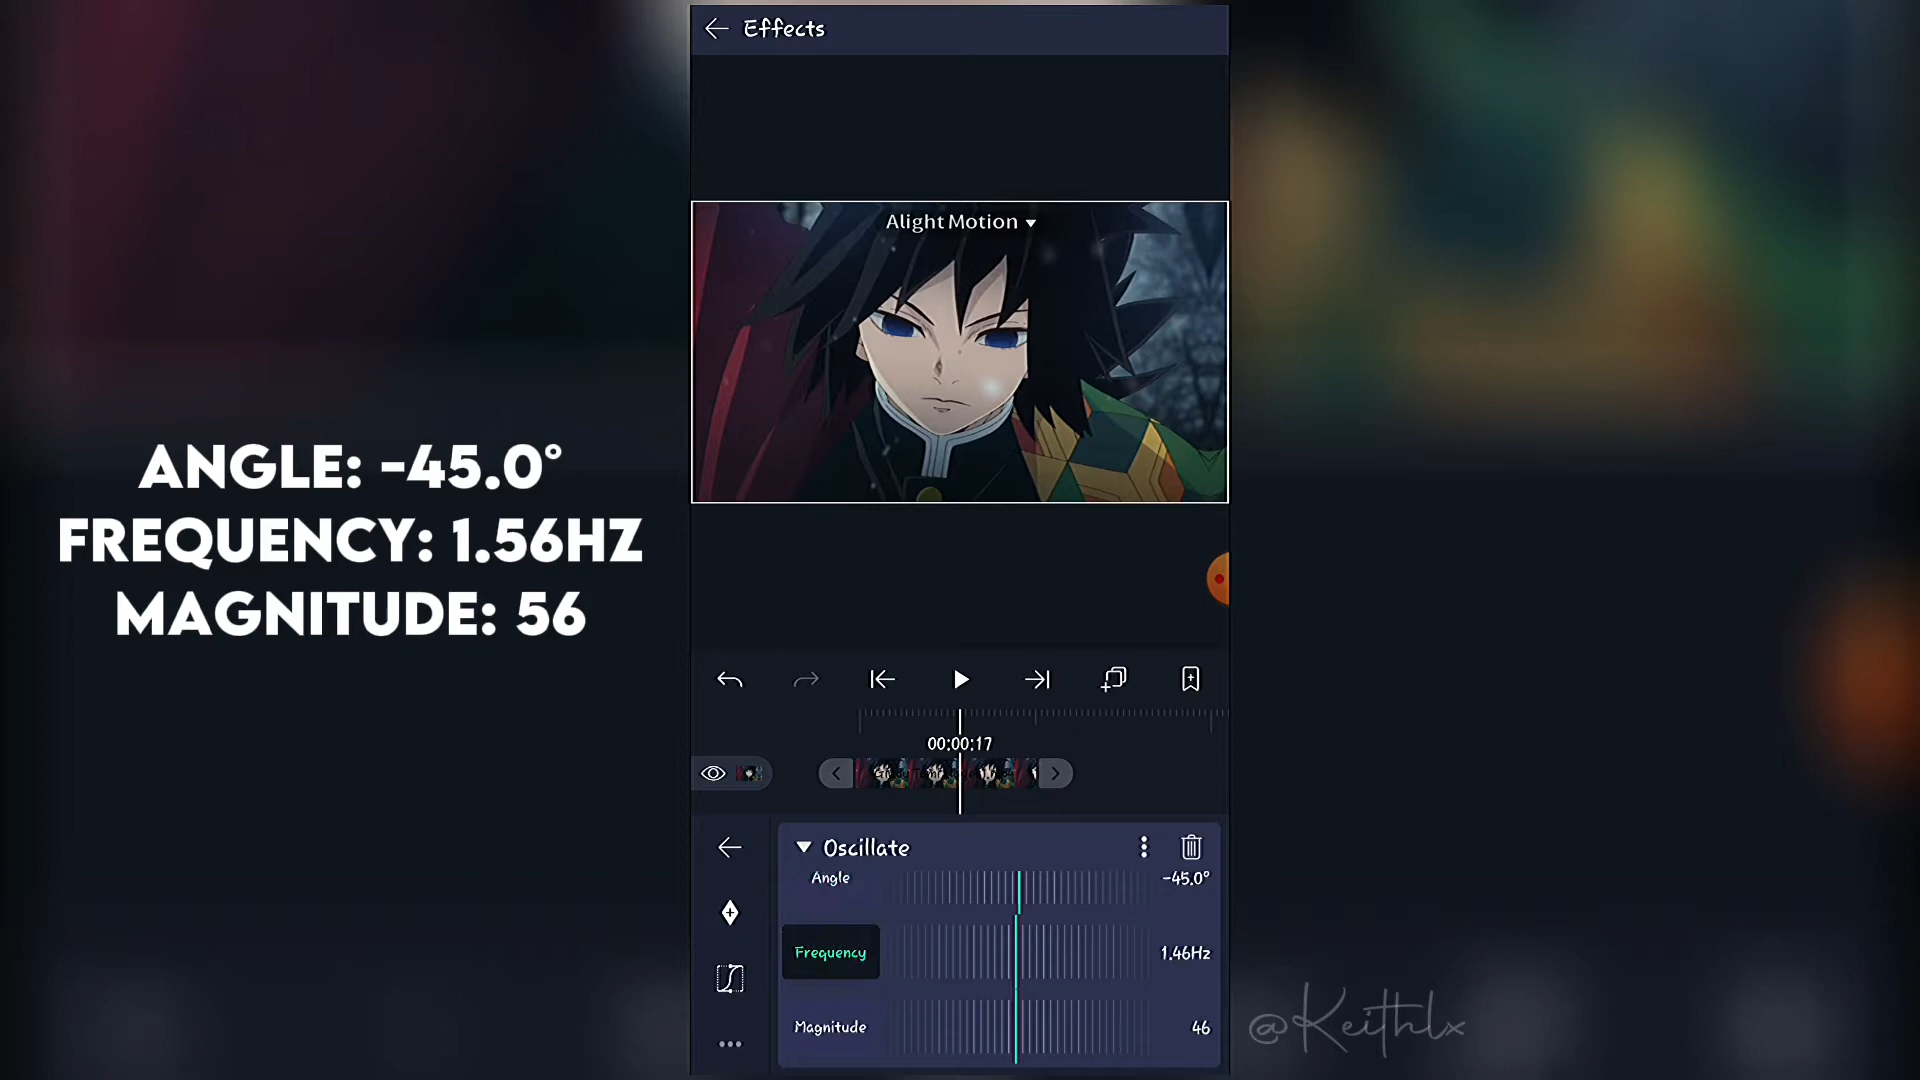 Effects
Alight Motion
ANGLE: -45.0°
FREQUENCY: 1.56HZ
MAGNITUDE: 56
00:00:17
Oscillate
Angle
-45.0°
Frequency
1.46Hz
Magnitude
46
@Keithlx